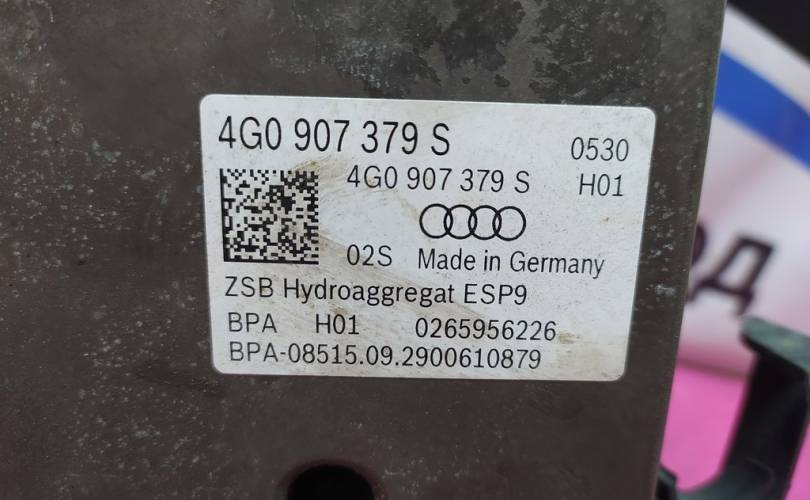 4G0 907 379 S 0530
4G0 907 379 S H01
02S Made in Germany
ZSB Hydroaggregat ESP9
BPA H01 0265956226
BPA-08515.09.2900610879